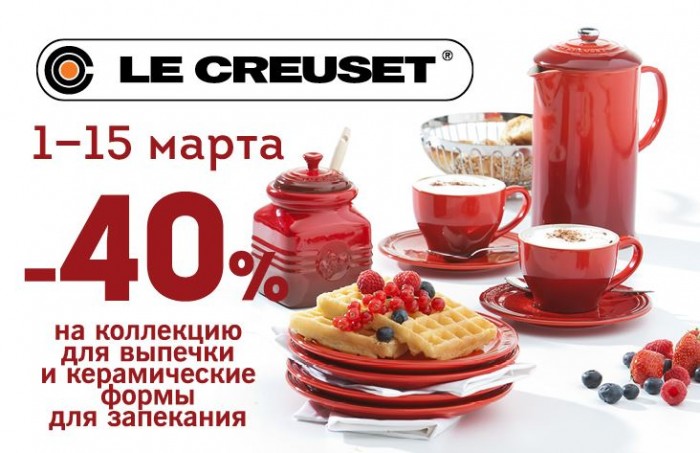 LE CREUSET®
1–15 марта
-40%
на коллекцию
для выпечки
и керамические
формы
для запекания